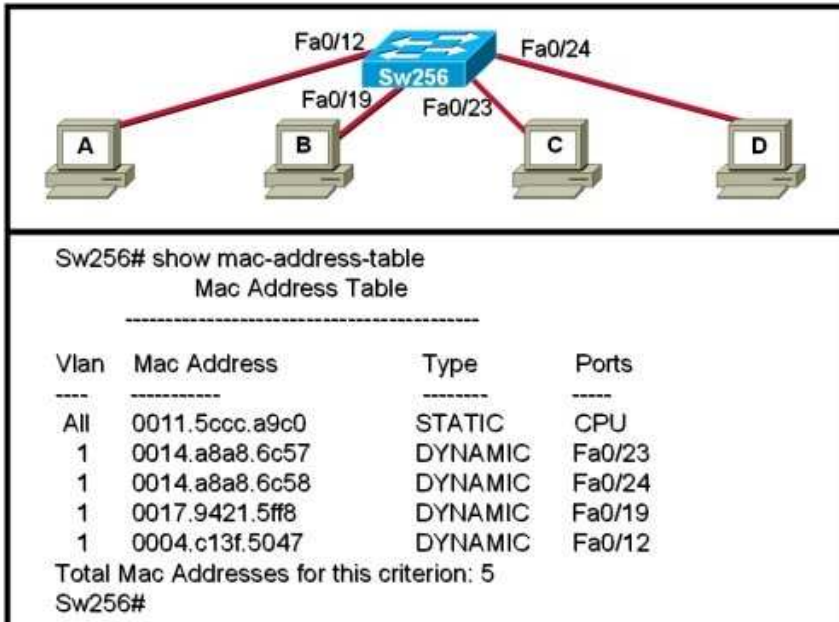 Fa0/12
Fa0/24
Sw256
Fa0/19
Fa0/23
A
B
C
D
Sw256# show mac-address-table
Mac Address Table
--------------------------------------------
Vlan Mac Address Type Ports
---- ----------- -------- -----
All 0011.5ccc.a9c0 STATIC CPU
1 0014.a8a8.6c57 DYNAMIC Fa0/23
1 0014.a8a8.6c58 DYNAMIC Fa0/24
1 0017.9421.5ff8 DYNAMIC Fa0/19
1 0004.c13f.5047 DYNAMIC Fa0/12
Total Mac Addresses for this criterion: 5
Sw256#